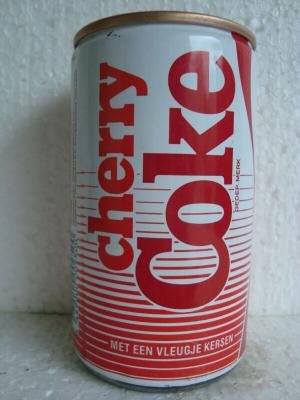 cherry
Coke
GEDEP. MERK
MET EEN VLEUGJE KERSEN